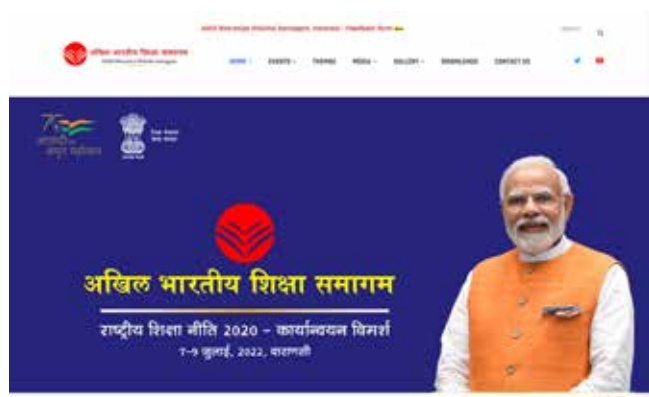 अखिल भारतीय शिक्षा समागम
HOME
EVENTS
THEMES
MEDIA
GALLERY
DOWNLOADS
CONTACT US
आज़ादी का
अमृत महोत्सव
अखिल भारतीय शिक्षा समागम
राष्ट्रीय शिक्षा नीति 2020 - कार्यान्वयन विमर्श
7-9 जुलाई, 2022, वाराणसी